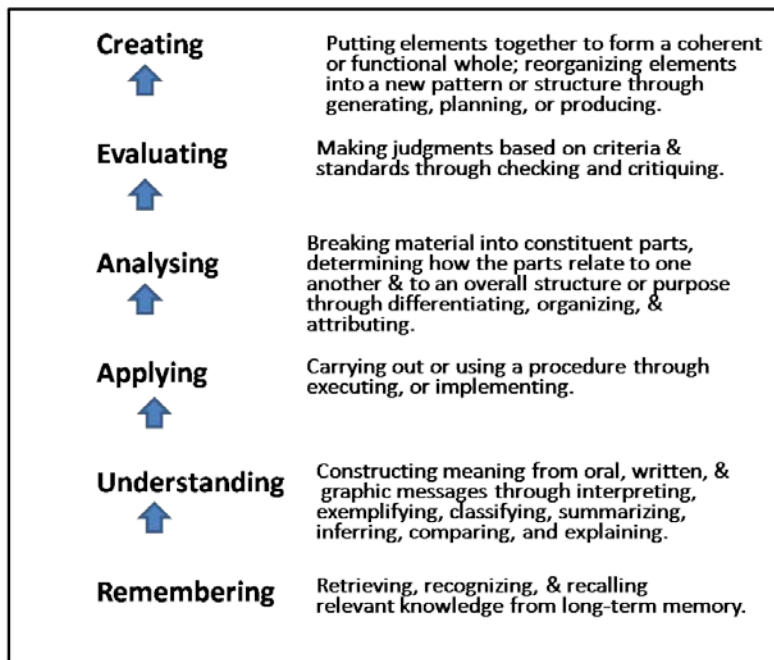 Creating
Putting elements together to form a coherent
or functional whole; reorganizing elements
into a new pattern or structure through
generating, planning, or producing.
Evaluating
Making judgments based on criteria &
standards through checking and critiquing.
Analysing
Breaking material into constituent parts,
determining how the parts relate to one
another & to an overall structure or purpose
through differentiating, organizing, &
attributing.
Applying
Carrying out or using a procedure through
executing, or implementing.
Understanding
Constructing meaning from oral, written, &
graphic messages through interpreting,
exemplifying, classifying, summarizing,
inferring, comparing, and explaining.
Remembering
Retrieving, recognizing, & recalling
relevant knowledge from long-term memory.